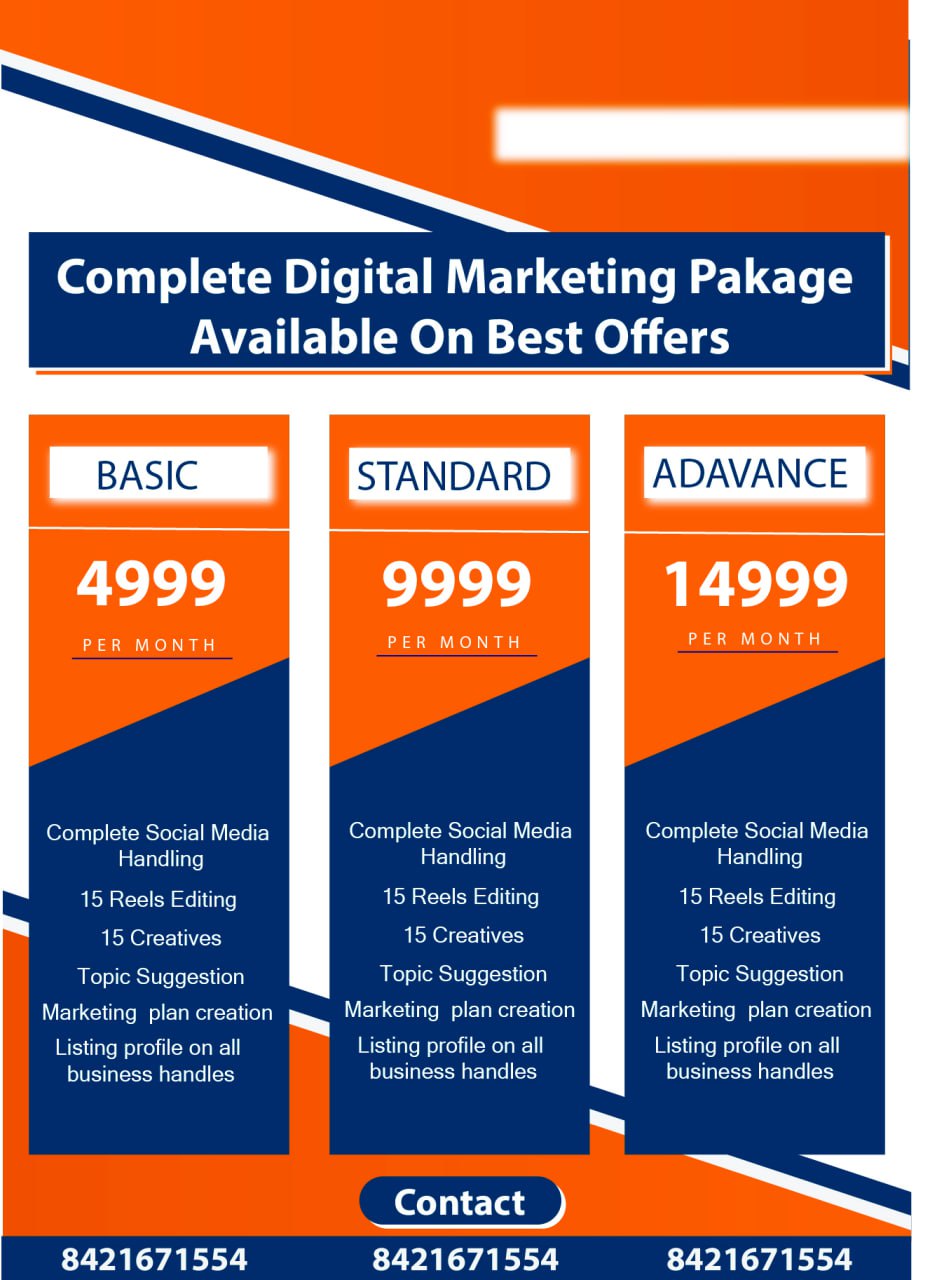 Complete Digital Marketing Pakage
Available On Best Offers
BASIC
4999
PER MONTH
Complete Social Media
Handling
15 Reels Editing
15 Creatives
Topic Suggestion
Marketing plan creation
Listing profile on all
business handles
STANDARD
9999
PER MONTH
Complete Social Media
Handling
15 Reels Editing
15 Creatives
Topic Suggestion
Marketing plan creation
Listing profile on all
business handles
ADAVANCE
14999
PER MONTH
Complete Social Media
Handling
15 Reels Editing
15 Creatives
Topic Suggestion
Marketing plan creation
Listing profile on all
business handles
Contact
8421671554 8421671554 8421671554